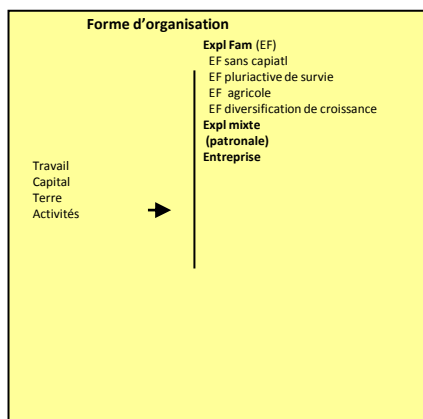 Forme d'organisation
Expl Fam (EF)
EF sans capiatl
EF pluriactive de survie
EF agricole
EF diversification de croissance
Expl mixte
(patronale)
Entreprise
Travail
Capital
Terre
Activités